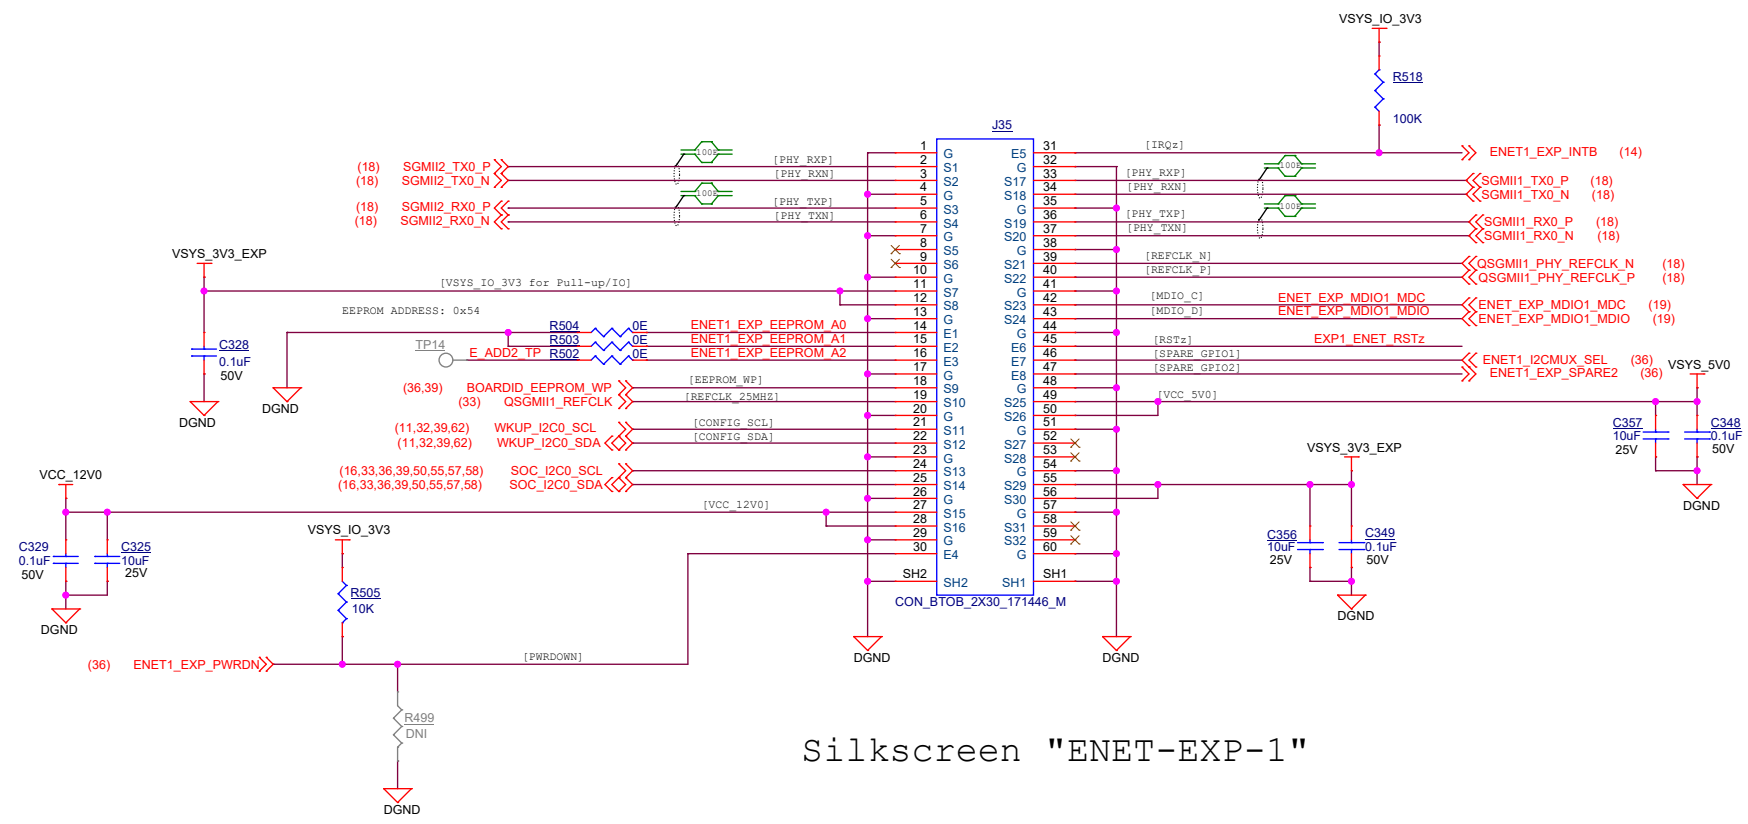 VSYS_IO_3V3
R518
100K
J35
(18) SGMII2_TX0_P 100E [PHY_RXP] 1 G
(18) SGMII2_TX0_N [PHY_RXN] 2 S1
3 S2
4 G
(18) SGMII2_RX0_P 100E [PHY_TXP] 5 S3
(18) SGMII2_RX0_N [PHY_TXN] 6 S4
7 G
8 S5
9 S6
10 G
VSYS_3V3_EXP
[VSYS_IO_3V3 for Pull-up/IO] 11 S7
12 S8
EEPROM ADDRESS: 0x54
13 G
R504 0E ENET1_EXP_EEPROM_A0 14 E1
R503 0E ENET1_EXP_EEPROM_A1 15 E2
TP14 E_ADD2_TP R502 0E ENET1_EXP_EEPROM_A2 16 E3
C328
0.1uF
50V
DGND
DGND
17 G
(36,39) BOARDID_EEPROM_WP [EEPROM_WP] 18 S9
(33) QSGMII1_REFCLK [REFCLK_25MHZ] 19 S10
20 G
(11,32,39,62) WKUP_I2C0_SCL [CONFIG_SCL] 21 S11
(11,32,39,62) WKUP_I2C0_SDA [CONFIG_SDA] 22 S12
23 G
(16,33,36,39,50,55,57,58) SOC_I2C0_SCL 24 S13
(16,33,36,39,50,55,57,58) SOC_I2C0_SDA 25 S14
26 G
VCC_12V0
[VCC_12V0] 27 S15
28 S16
29 G
30 E4
SH2 SH2
C329
0.1uF
50V
C325
10uF
25V
DGND
VSYS_IO_3V3
R505
10K
(36) ENET1_EXP_PWRDN [PWRDOWN]
R499
DNI
DGND
DGND
E5 31 [IRQz] ENET1_EXP_INTB (14)
G 32
S17 33 [PHY_RXP] 100E SGMII1_TX0_P (18)
S18 34 [PHY_RXN] SGMII1_TX0_N (18)
G 35
S19 36 [PHY_TXP] 100E SGMII1_RX0_P (18)
S20 37 [PHY_TXN] SGMII1_RX0_N (18)
G 38
S21 39 [REFCLK_N] QSGMII1_PHY_REFCLK_N (18)
S22 40 [REFCLK_P] QSGMII1_PHY_REFCLK_P (18)
G 41
S23 42 [MDIO_C] ENET_EXP_MDIO1_MDC ENET_EXP_MDIO1_MDC (19)
S24 43 [MDIO_D] ENET_EXP_MDIO1_MDIO ENET_EXP_MDIO1_MDIO (19)
G 44
E6 45 [RSTz] EXP1_ENET_RSTz
E7 46 [SPARE GPIO1] ENET1_I2CMUX_SEL (36)
E8 47 [SPARE GPIO2] ENET1_EXP_SPARE2 (36)
G 48
S25 49 [VCC_5V0] VSYS_5V0
S26 50
G 51
S27 52
S28 53
G 54
S29 55 VSYS_3V3_EXP
S30 56
G 57
S31 58
S32 59
G 60
SH1 SH1
CON_BTOB_2X30_171446_M
C357
10uF
25V
C348
0.1uF
50V
DGND
C356
10uF
25V
C349
0.1uF
50V
DGND
DGND
Silkscreen "ENET-EXP-1"